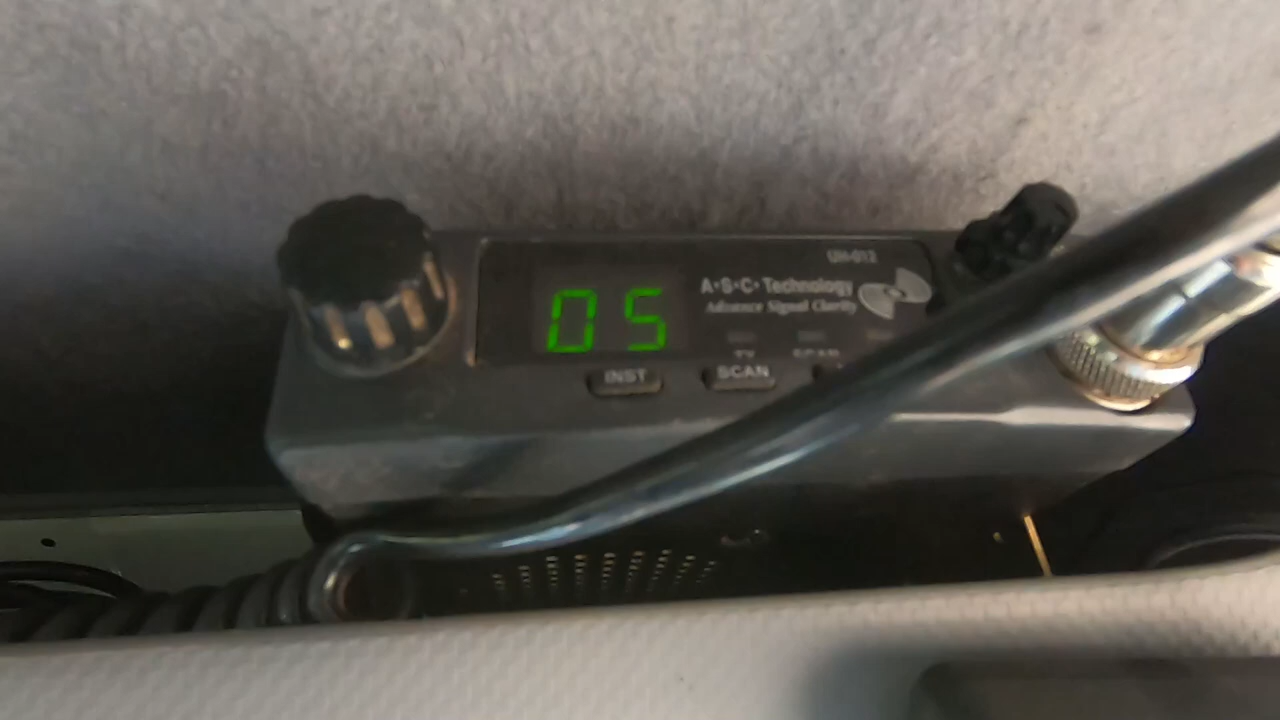 UH-012
A·S·C· Technology
Advance Signal Clarity
05
INST
SCAN